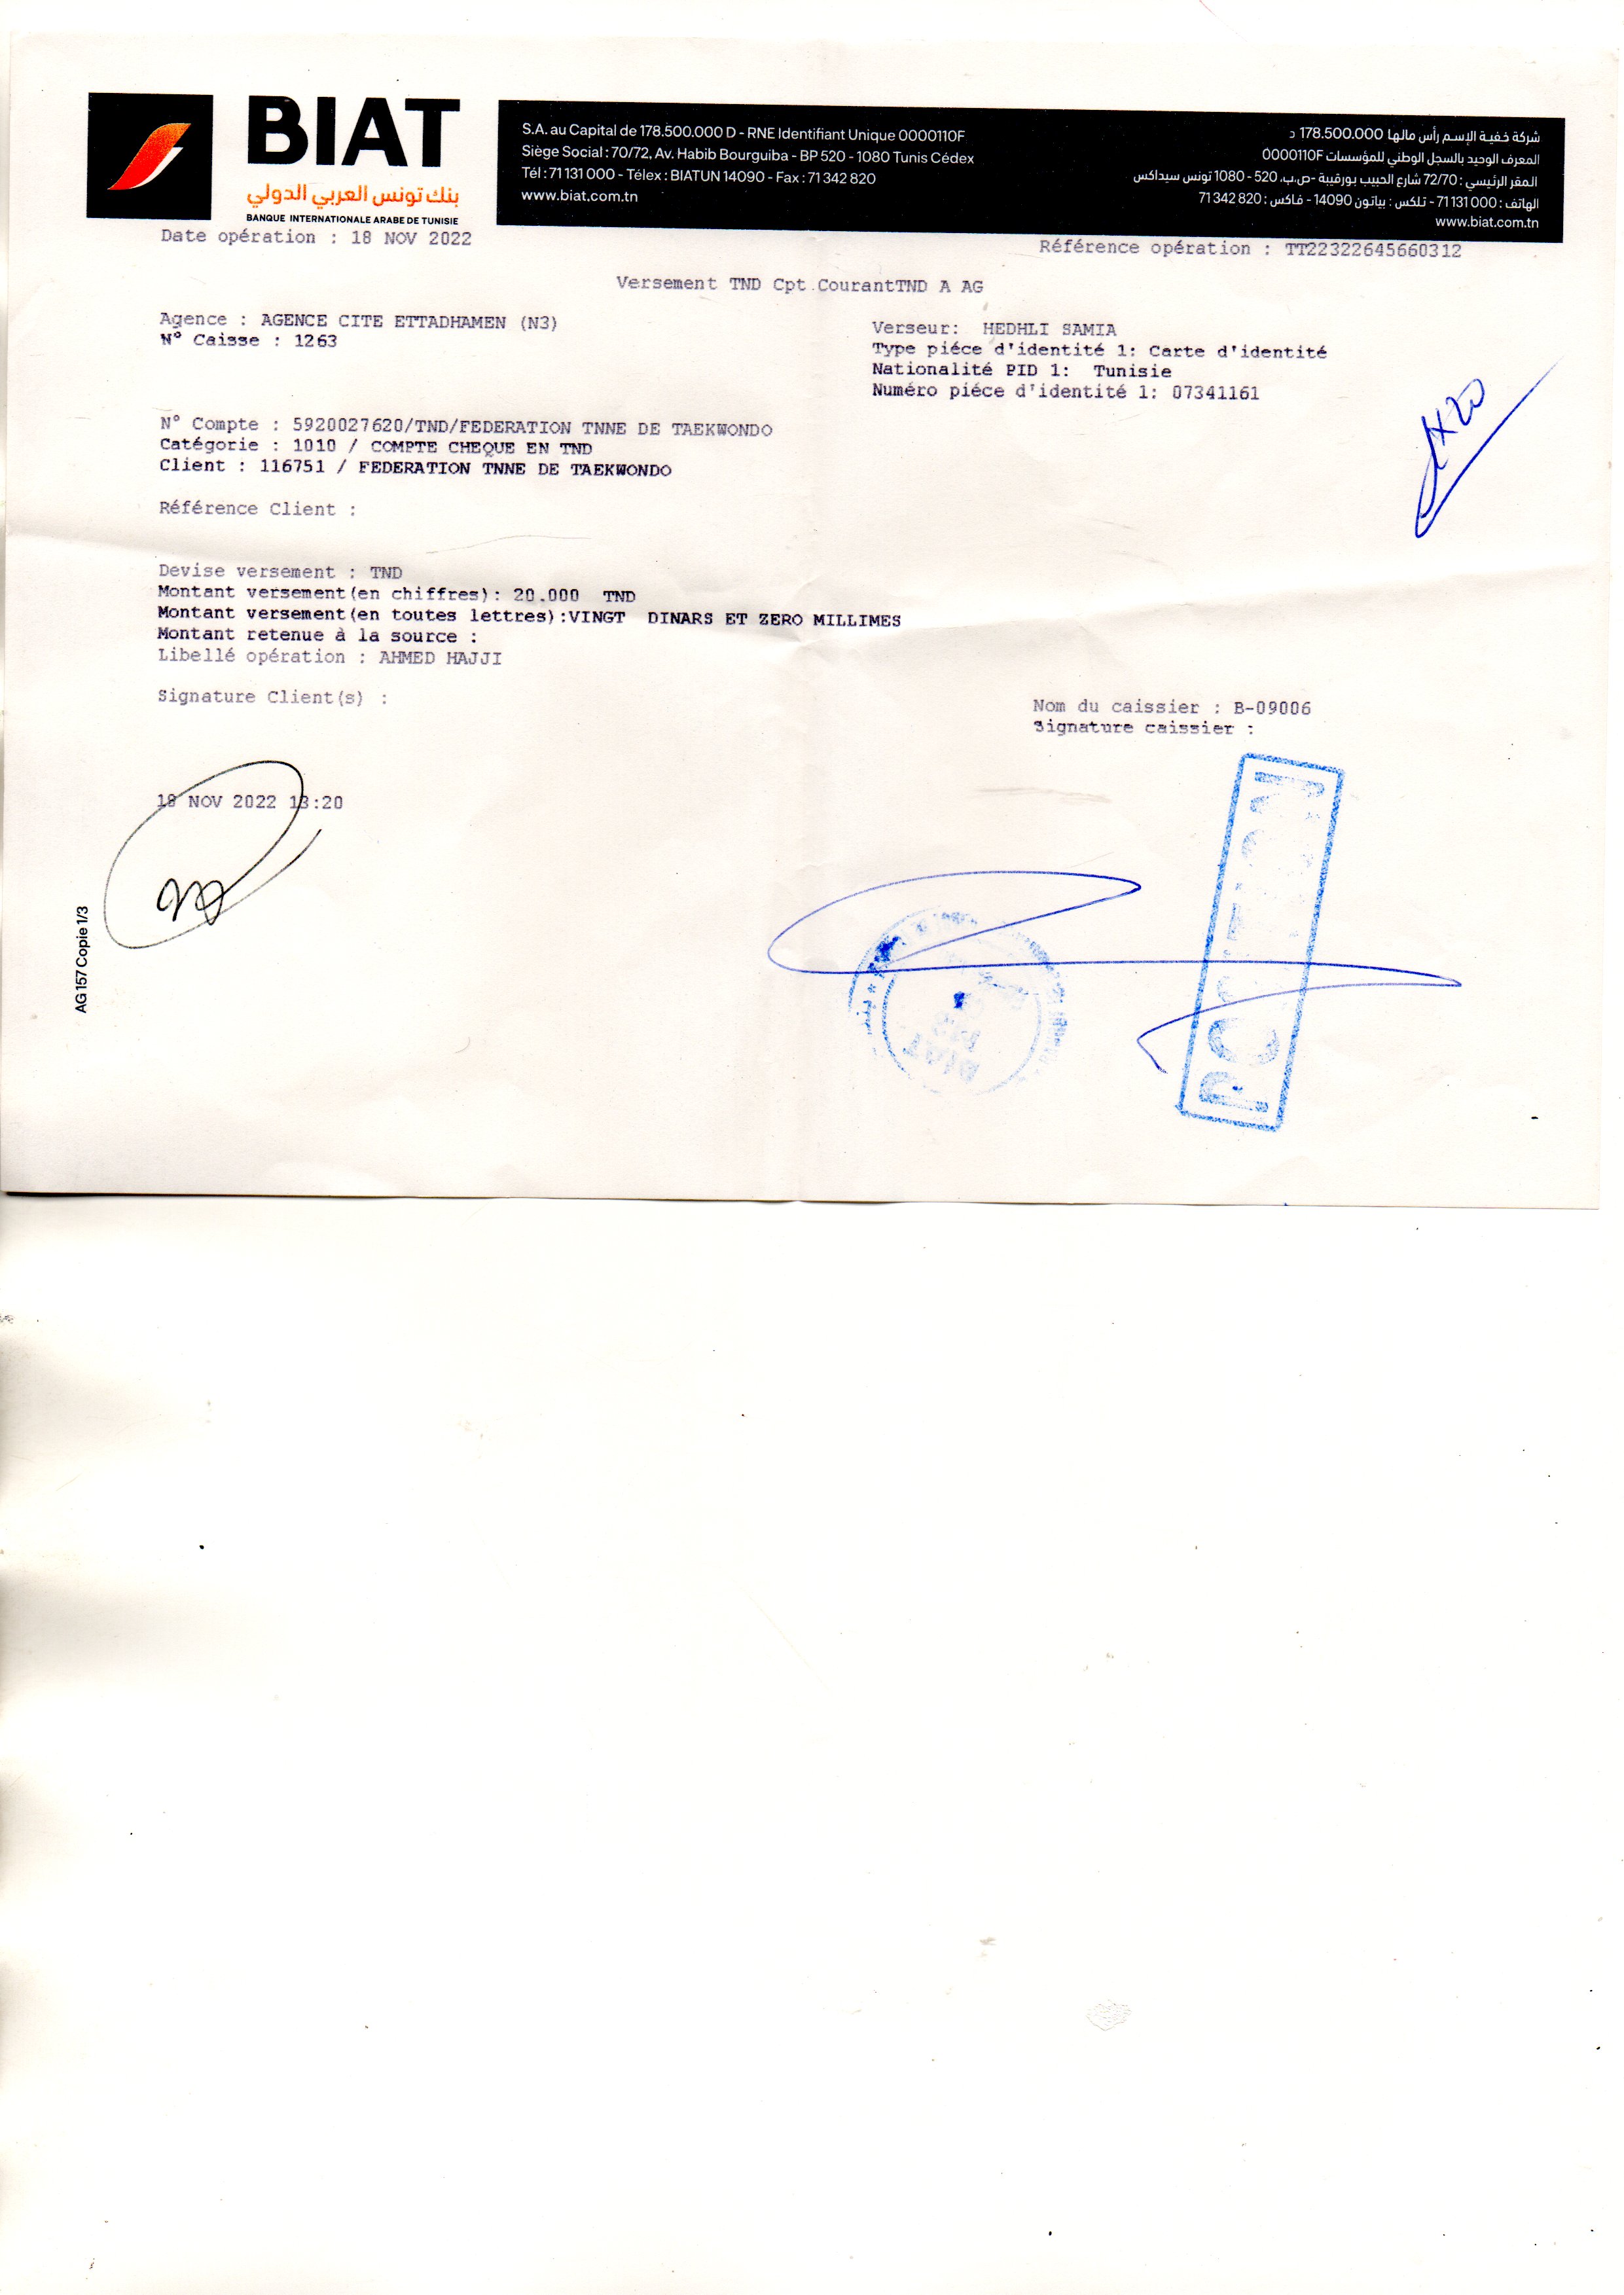 BIAT
بنك تونس العربي الدولي
BANQUE INTERNATIONALE ARABE DE TUNISIE
S.A. au Capital de 178.500.000 D - RNE Identifiant Unique 0000110F
Siège Social : 70/72, Av. Habib Bourguiba - BP 520 - 1080 Tunis Cédex
Tél : 71 131 000 - Télex : BIATUN 14090 - Fax : 71 342 820
www.biat.com.tn
شركة خفية الإسم رأس مالها 178.500.000 د
المعرف الوحيد بالسجل الوطني للمؤسسات 0000110F
المقر الرئيسي : 72/70 شارع الحبيب بورقيبة -ص.ب. 520 - 1080 تونس سيداكس
الهاتف : 71 131 000 - تلكس : بياتون 14090 - فاكس : 71 342 820
www.biat.com.tn
Date opération : 18 NOV 2022
Référence opération : TT22322645660312
Versement TND Cpt.CourantTND A AG
Agence : AGENCE CITE ETTADHAMEN (N3)
N° Caisse : 1263
Verseur: HEDHLI SAMIA
Type piéce d'identité 1: Carte d'identité
Nationalité PID 1: Tunisie
Numéro piéce d'identité 1: 07341161
N° Compte : 5920027620/TND/FEDERATION TNNE DE TAEKWONDO
Catégorie : 1010 / COMPTE CHEQUE EN TND
Client : 116751 / FEDERATION TNNE DE TAEKWONDO
Référence Client :
Devise versement : TND
Montant versement(en chiffres): 20.000 TND
Montant versement(en toutes lettres):VINGT DINARS ET ZERO MILLIMES
Montant retenue à la source :
Libellé opération : AHMED HAJJI
Signature Client(s) :
Nom du caissier : B-09006
Signature caissier :
18 NOV 2022 13:20
AG 157 Copie 1/3
BIAT